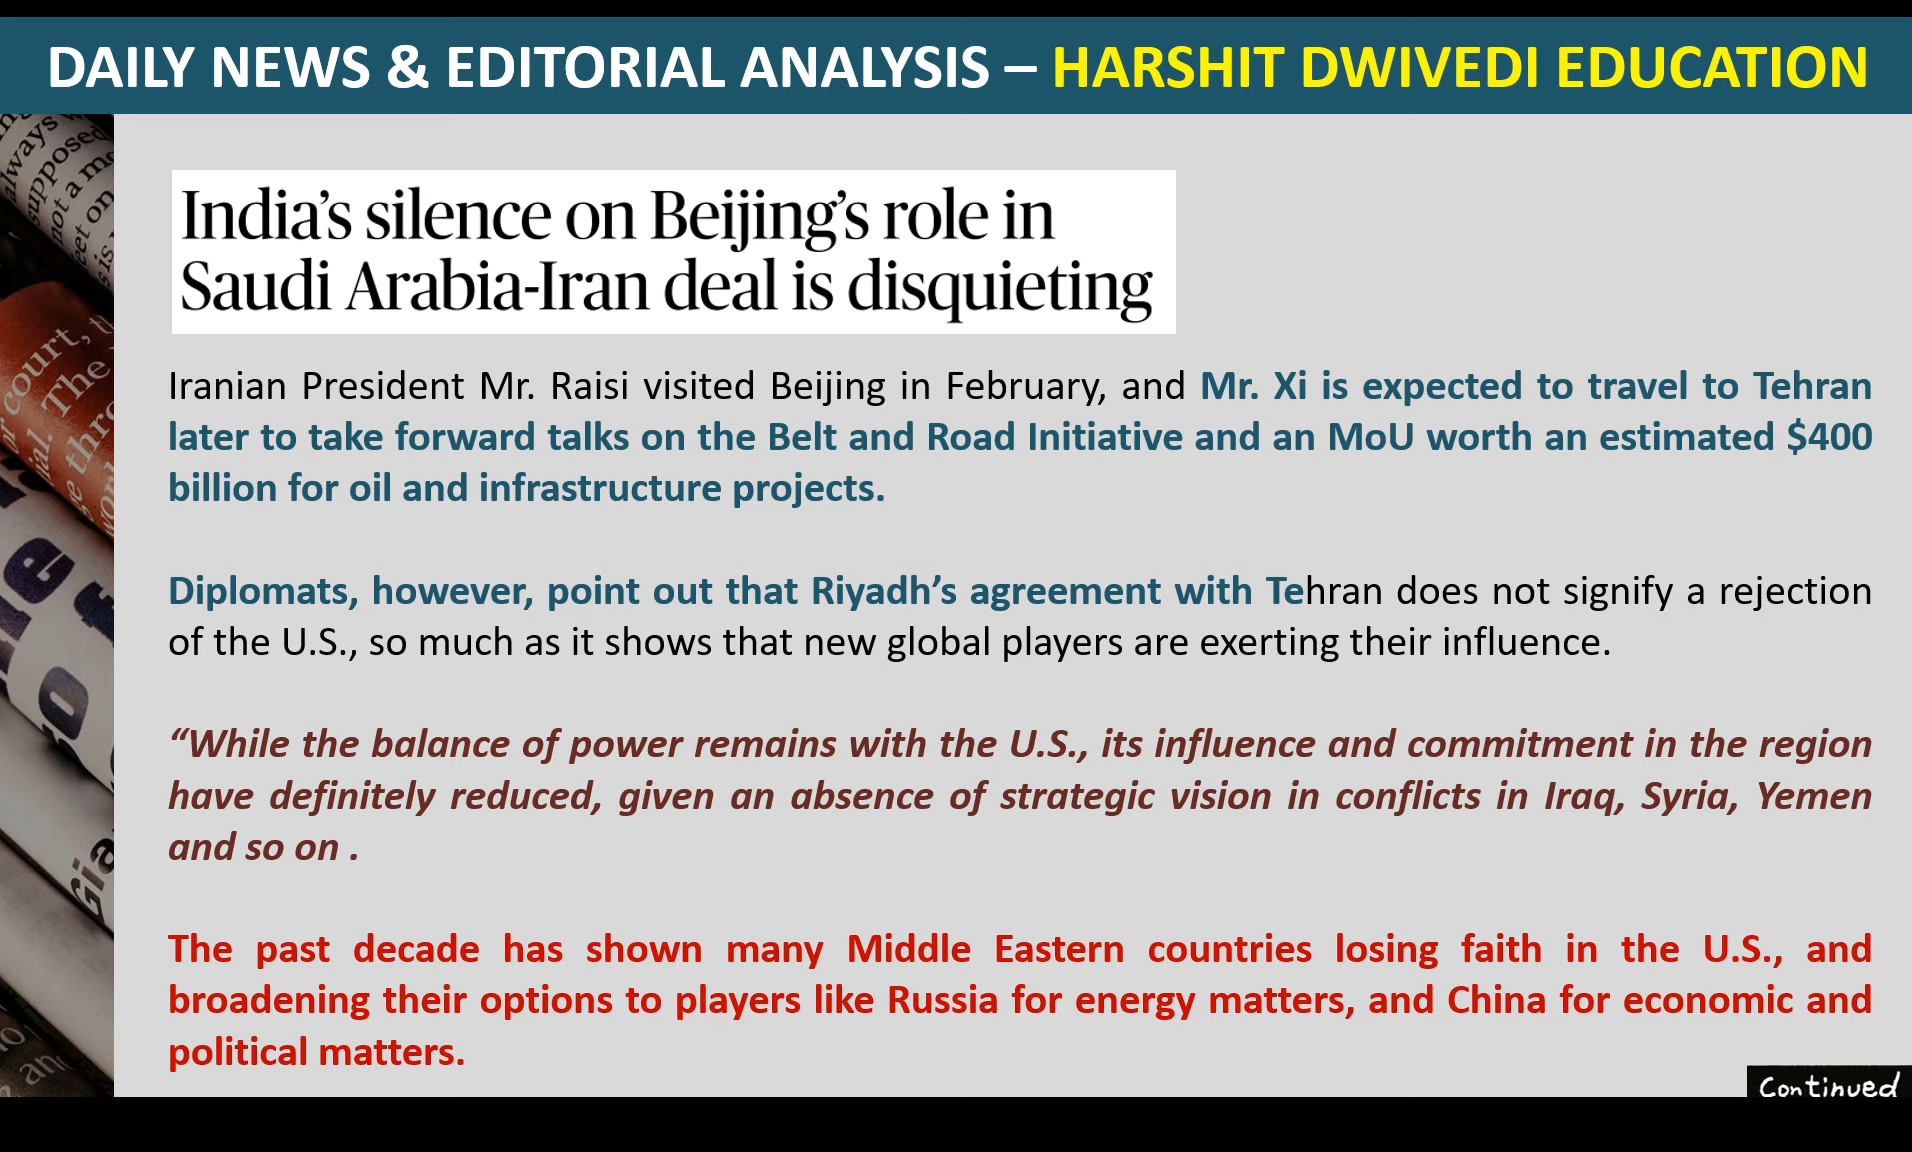 DAILY NEWS & EDITORIAL ANALYSIS – HARSHIT DWIVEDI EDUCATION
India’s silence on Beijing’s role in
Saudi Arabia-Iran deal is disquieting
Iranian President Mr. Raisi visited Beijing in February, and Mr. Xi is expected to travel to Tehran
later to take forward talks on the Belt and Road Initiative and an MoU worth an estimated $400
billion for oil and infrastructure projects.
Diplomats, however, point out that Riyadh’s agreement with Tehran does not signify a rejection
of the U.S., so much as it shows that new global players are exerting their influence.
“While the balance of power remains with the U.S., its influence and commitment in the region
have definitely reduced, given an absence of strategic vision in conflicts in Iraq, Syria, Yemen
and so on .
The past decade has shown many Middle Eastern countries losing faith in the U.S., and
broadening their options to players like Russia for energy matters, and China for economic and
political matters.
Continued
always
supposed
not a
court,
The